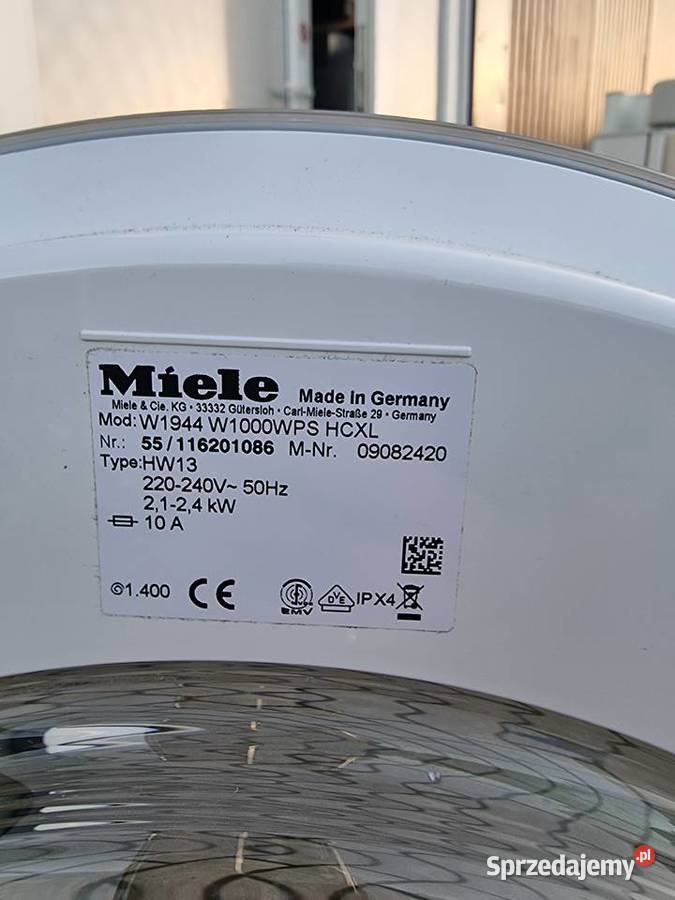 Miele Made in Germany
Miele & Cie. KG · 33332 Gütersloh · Carl-Miele-Straße 29 · Germany
Mod: W1944 W1000WPS HCXL
Nr.: 55/116201086 M-Nr. 09082420
Type: HW13
220-240V~ 50Hz
2,1-2,4 kW
10 A
1.400 CE DVE IPX4
EMV
Sprzedajemy.pl